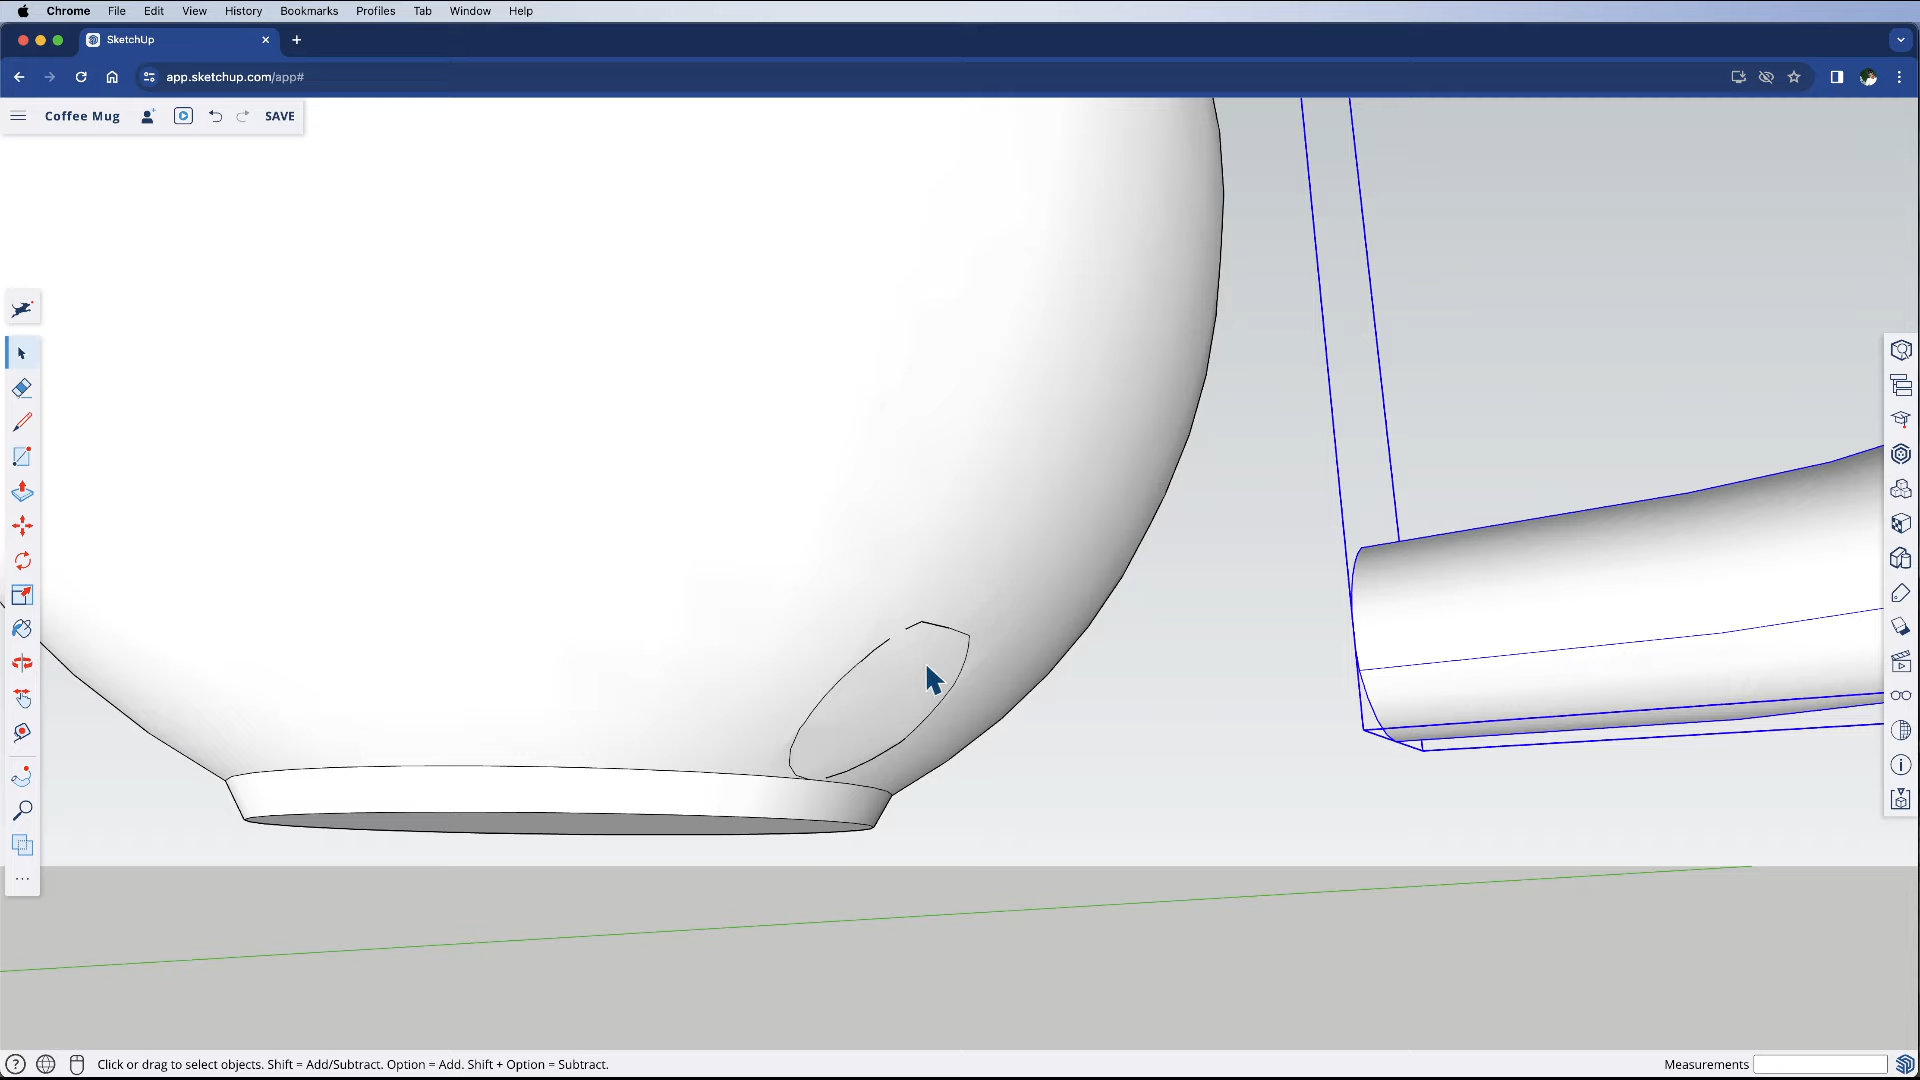 Chrome File Edit View History Bookmarks Profiles Tab Window Help
SketchUp
app.sketchup.com/app#
Coffee Mug SAVE
Click or drag to select objects. Shift = Add/Subtract. Option = Add. Shift + Option = Subtract. Measurements